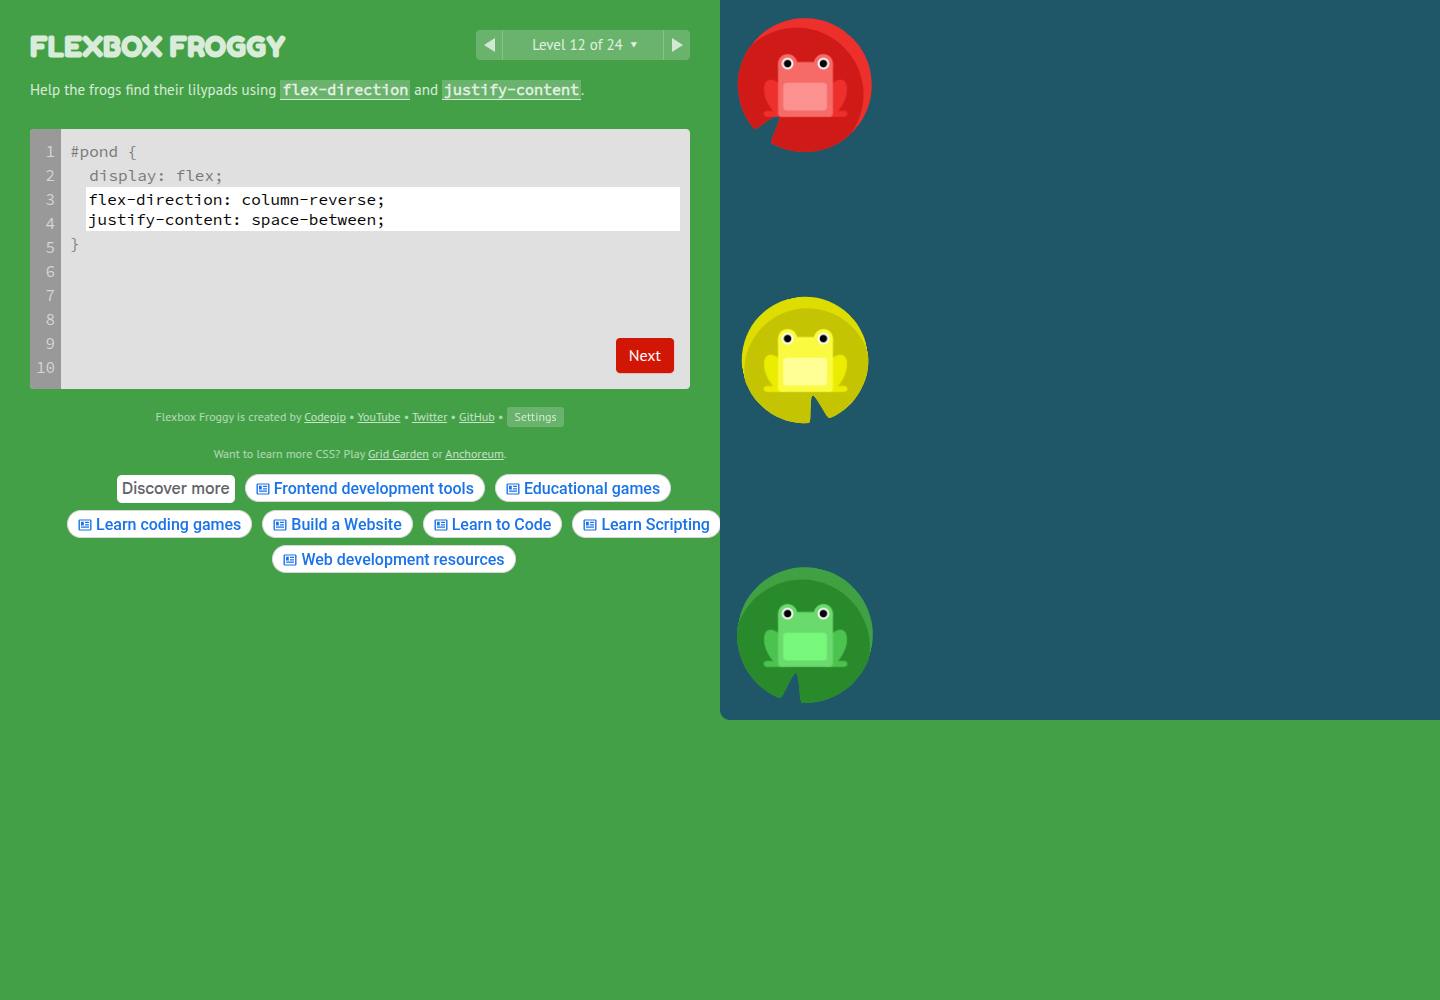 FLEXBOX FROGGY
Level 12 of 24 ▼
Help the frogs find their lilypads using flex-direction and justify-content.
1 #pond {
2 display: flex;
3 flex-direction: column-reverse;
4 justify-content: space-between;
5 }
6
7
8
9
10
Next
Flexbox Froggy is created by Codepip • YouTube • Twitter • GitHub • Settings
Want to learn more CSS? Play Grid Garden or Anchoreum.
Discover more Frontend development tools Educational games
Learn coding games Build a Website Learn to Code Learn Scripting
Web development resources